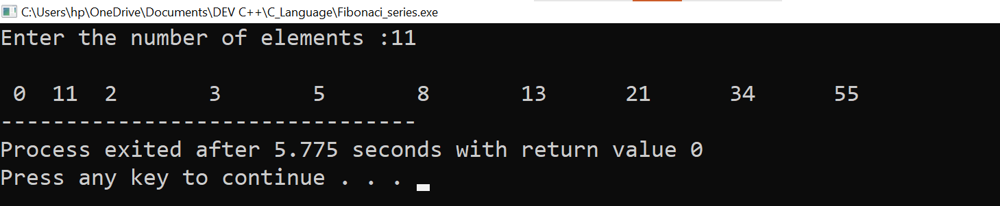 C:\Users\hp\OneDrive\Documents\DEV C++\C_Language\Fibonaci_series.exe
Enter the number of elements :11
0 11 2 3 5 8 13 21 34 55
--------------------------------
Process exited after 5.775 seconds with return value 0
Press any key to continue . . .